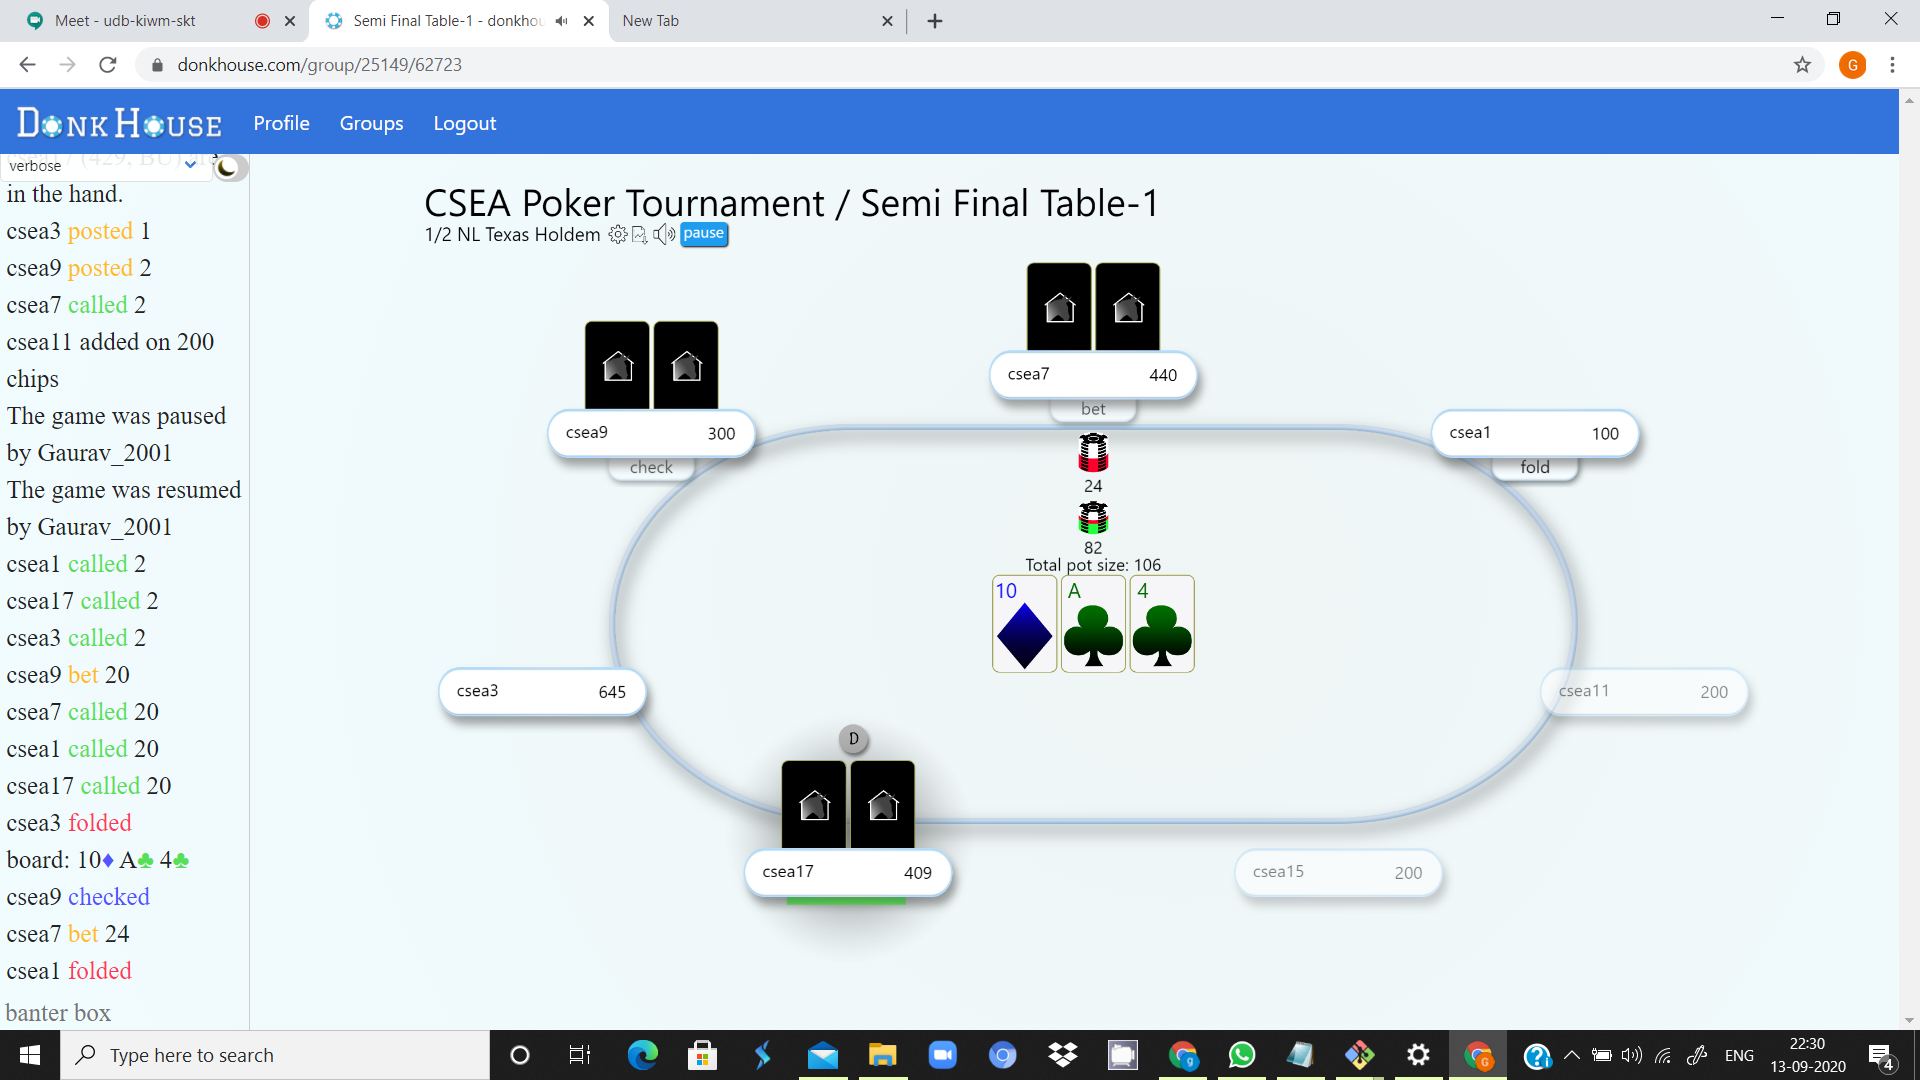 Meet - udb-kiwm-skt
Semi Final Table-1 - donkhou
New Tab
donkhouse.com/group/25149/62723
G
DONKHOUSE
Profile
Groups
Logout
verbose
in the hand.
csea3 posted 1
csea9 posted 2
csea7 called 2
csea11 added on 200
chips
The game was paused
by Gaurav_2001
The game was resumed
by Gaurav_2001
csea1 called 2
csea17 called 2
csea3 called 2
csea9 bet 20
csea7 called 20
csea1 called 20
csea17 called 20
csea3 folded
board: 10♦ A♣ 4♣
csea9 checked
csea7 bet 24
csea1 folded
banter box
CSEA Poker Tournament / Semi Final Table-1
1/2 NL Texas Holdem
pause
csea7 440
bet
csea9 300
check
csea1 100
fold
24
82
Total pot size: 106
10 A 4
csea3 645
csea11 200
D
csea17 409
csea15 200
Type here to search
ENG
22:30
13-09-2020
4